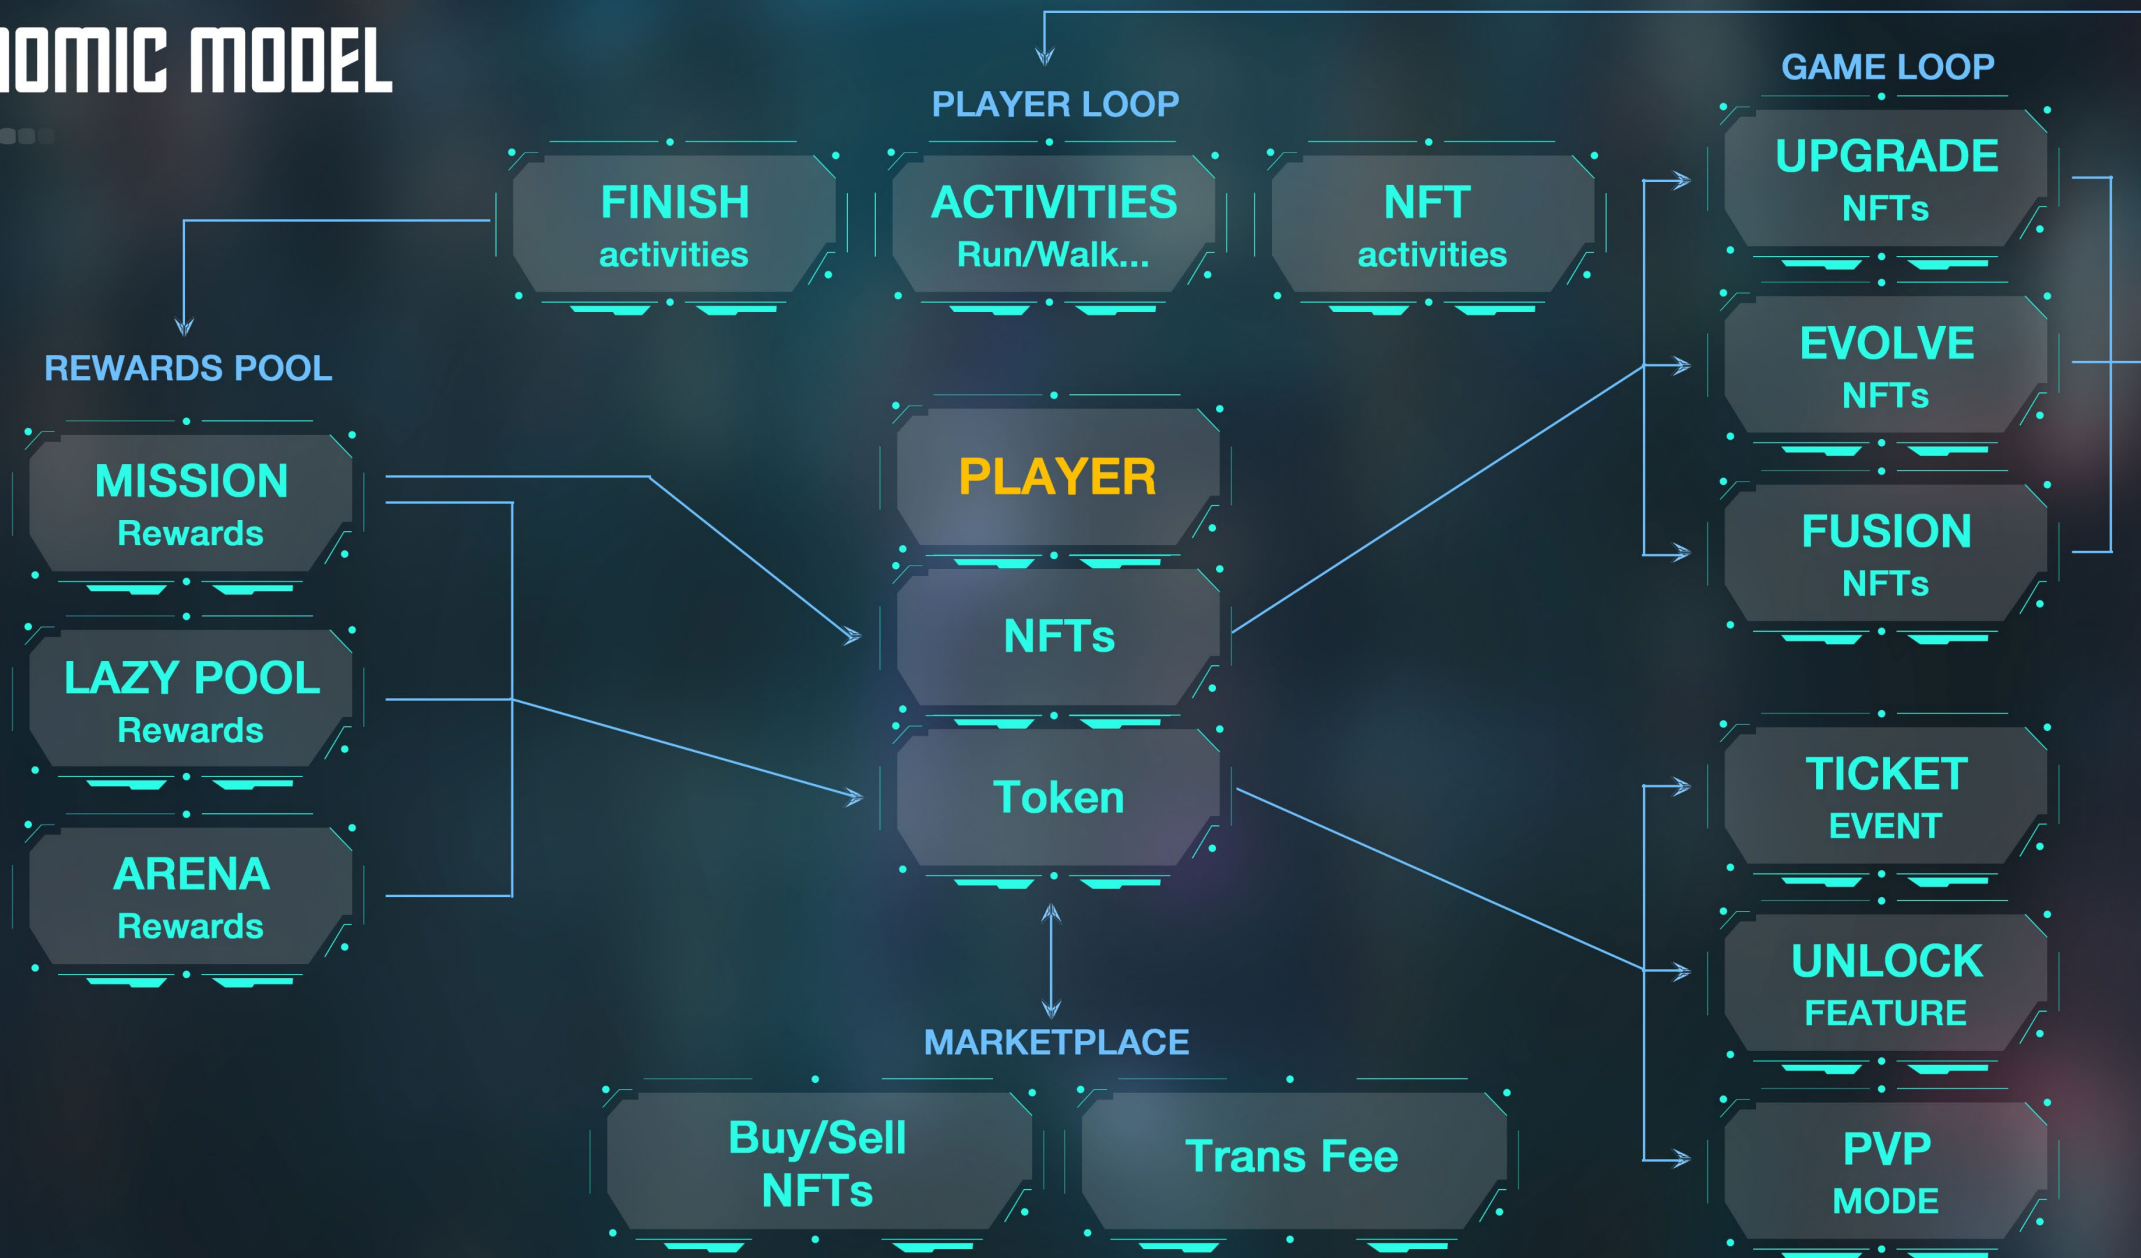 NOMIC MODEL
PLAYER LOOP
GAME LOOP
FINISH
activities
ACTIVITIES
Run/Walk...
NFT
activities
UPGRADE
NFTs
EVOLVE
NFTs
FUSION
NFTs
REWARDS POOL
MISSION
Rewards
LAZY POOL
Rewards
ARENA
Rewards
PLAYER
NFTs
Token
TICKET
EVENT
UNLOCK
FEATURE
PVP
MODE
MARKETPLACE
Buy/Sell
NFTs
Trans Fee